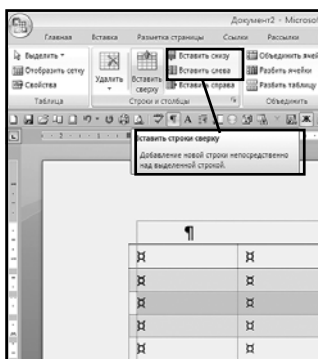 Документ2 - Microsof
Главная Вставка Разметка страницы Ссылки Рассылки
Выделить Вставить снизу Объединить ячей
Отобразить сетку Удалить Вставить сверху Вставить слева Разбить ячейки
Свойства Вставить справа Разбить таблицу
Таблица Строки и столбцы Объединить
Вставить строки сверху
Добавление новой строки непосредственно
над выделенной строкой.
¶
¤ ¤
¤ ¤
¤ ¤
¤ ¤
¤ ¤